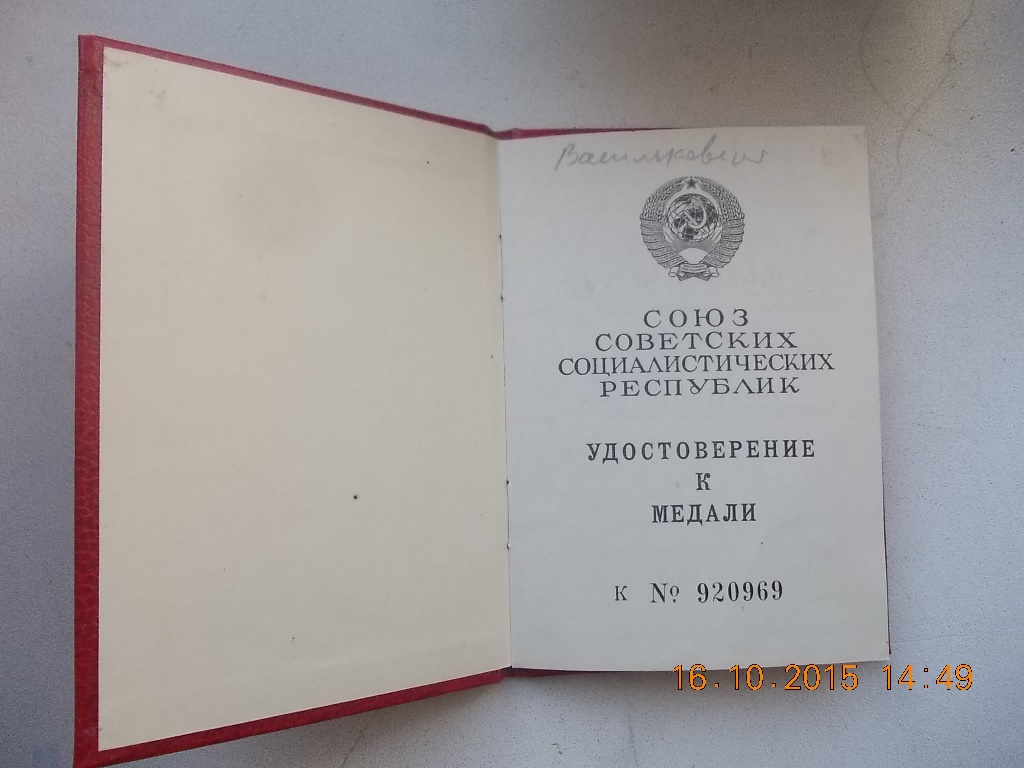 Василькевич
СОЮЗ
СОВЕТСКИХ
СОЦИАЛИСТИЧЕСКИХ
РЕСПУБЛИК
УДОСТОВЕРЕНИЕ
К
МЕДАЛИ
К № 920969
16.10.2015 14:49